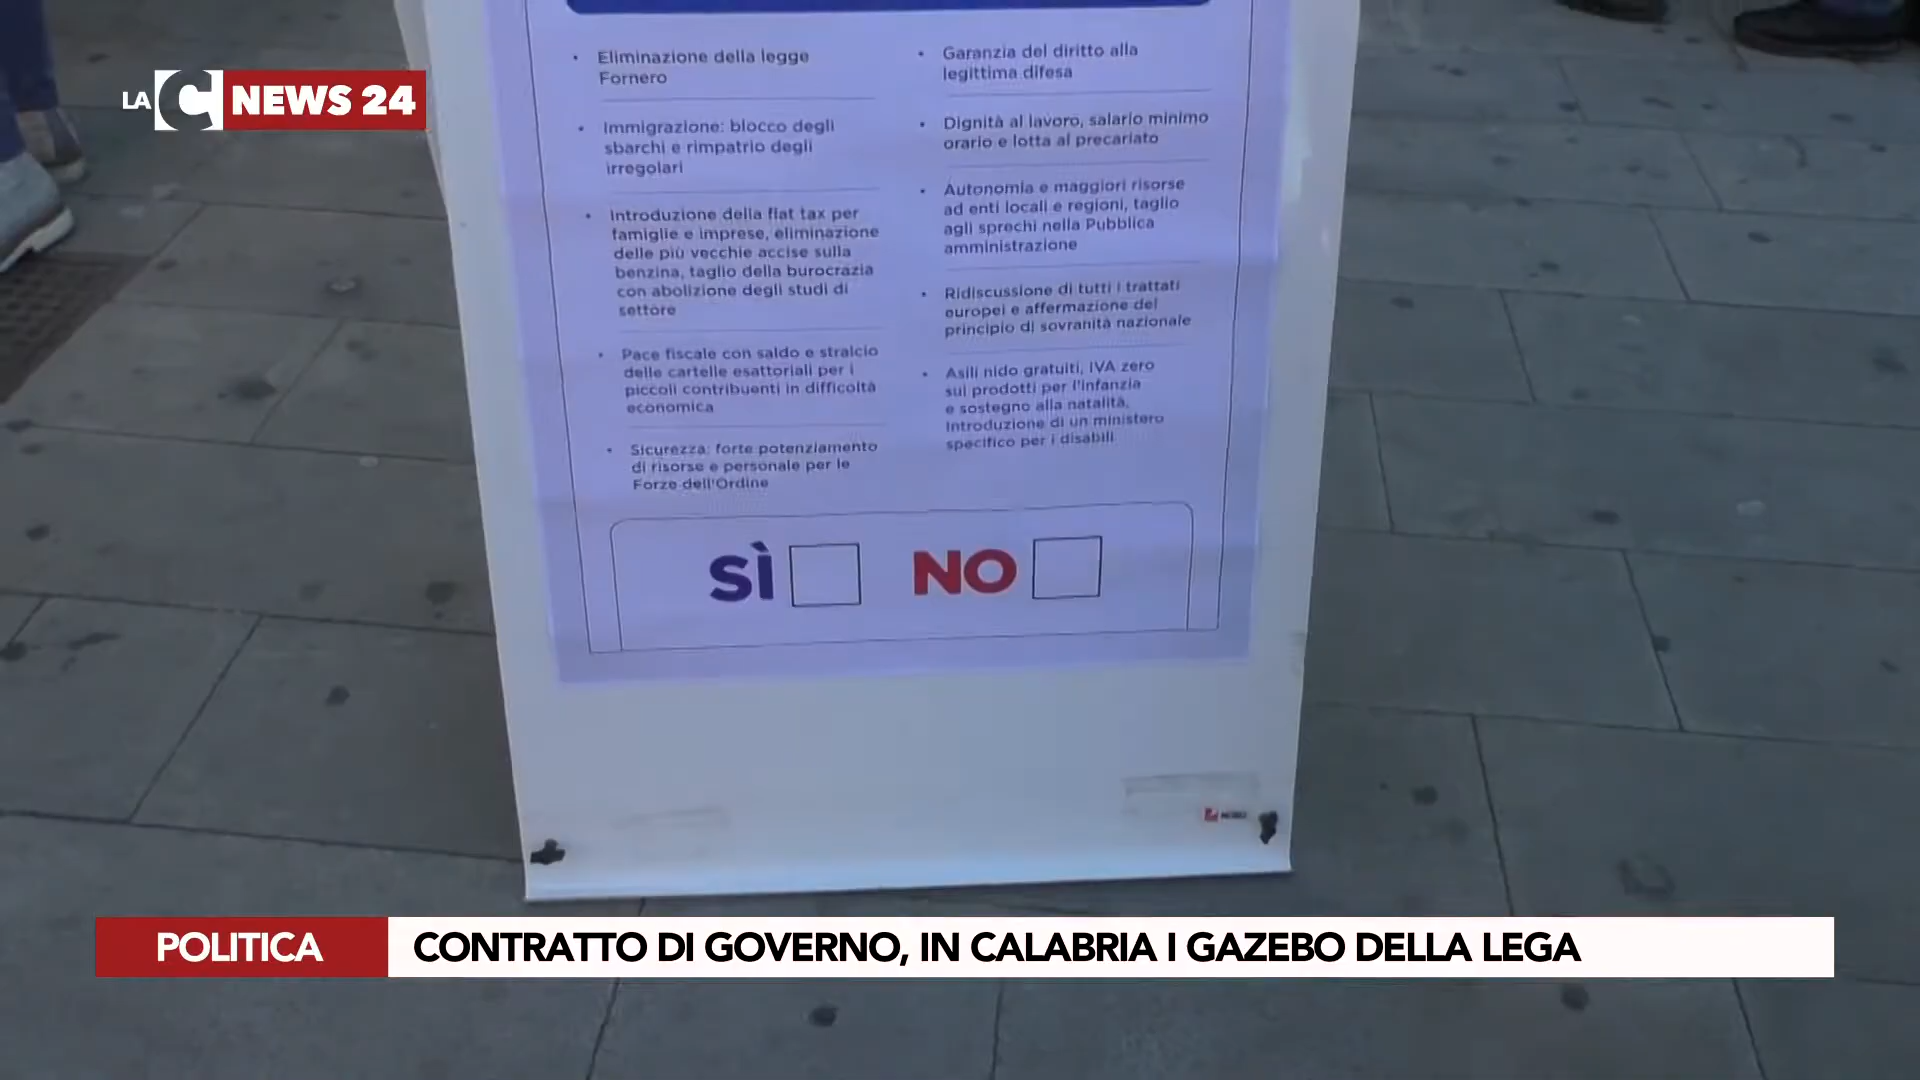 LA C NEWS 24
Eliminazione della legge
Fornero
Immigrazione: blocco degli
sbarchi e rimpatrio degli
irregolari
Introduzione della flat tax per
famiglie e imprese, eliminazione
delle più vecchie accise sulla
benzina, taglio della burocrazia
con abolizione degli studi di
settore
Pace fiscale con saldo e stralcio
delle cartelle esattoriali per i
piccoli contribuenti in difficoltà
economica
Sicurezza: forte potenziamento
di risorse e personale per le
Forze dell'Ordine
Garanzia del diritto alla
legittima difesa
Dignità al lavoro, salario minimo
orario e lotta al precariato
Autonomia e maggiori risorse
ad enti locali e regioni, taglio
agli sprechi nella Pubblica
amministrazione
Ridiscussione di tutti i trattati
europei e affermazione del
principio di sovranità nazionale
Asili nido gratuiti, IVA zero
sui prodotti per l'infanzia
e sostegno alla natalità.
Introduzione di un ministero
specifico per i disabili
SÌ NO
POLITICA CONTRATTO DI GOVERNO, IN CALABRIA I GAZEBO DELLA LEGA